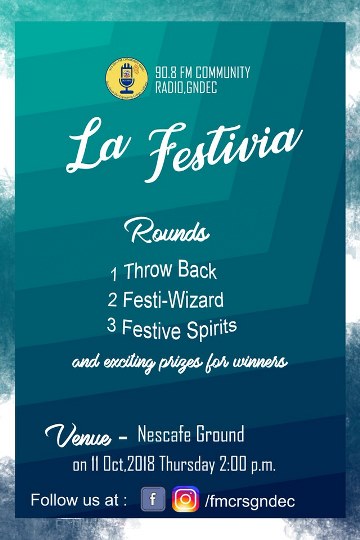 90.8 FM COMMUNITY
RADIO,GNDEC
La Festivia
Rounds
1 Throw Back
2 Festi-Wizard
3 Festive Spirits
and exciting prizes for winners
Venue - Nescafe Ground
on 11 Oct,2018 Thursday 2:00 p.m.
Follow us at : /fmcrsgndec